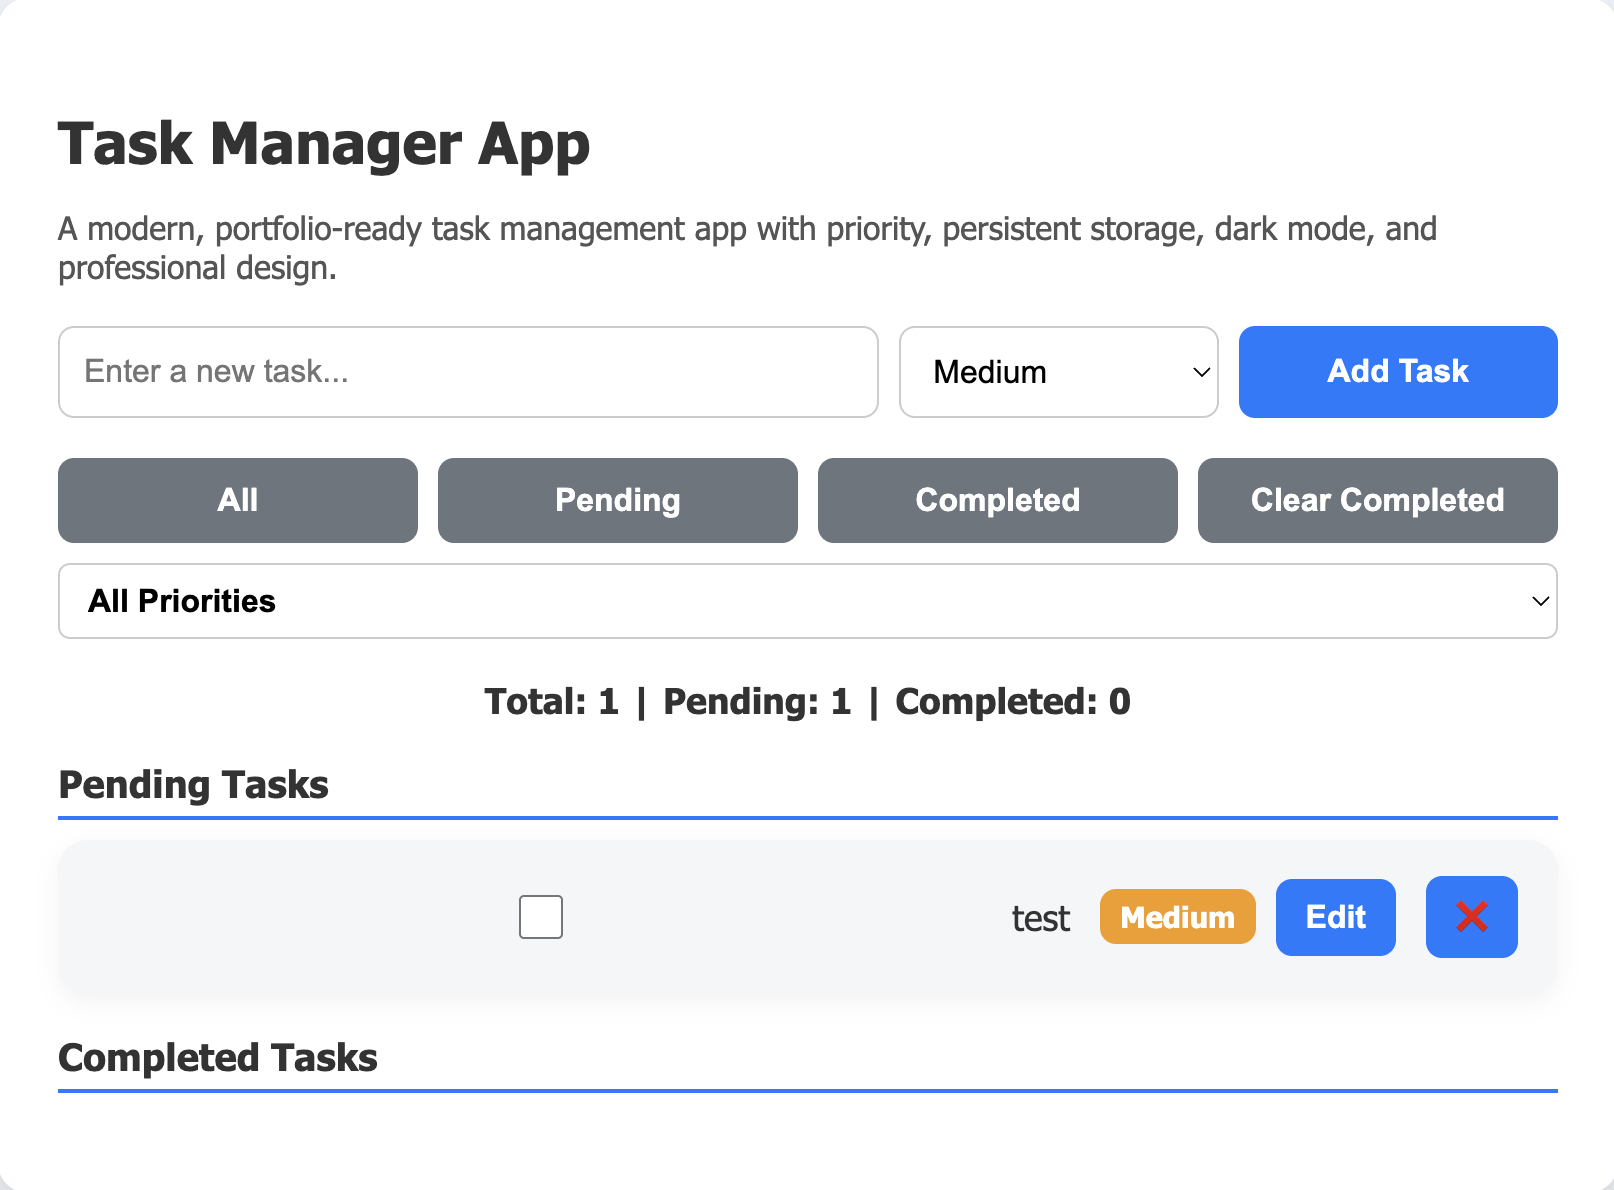 Task Manager App
A modern, portfolio-ready task management app with priority, persistent storage, dark mode, and
professional design.
Enter a new task... Medium Add Task
All Pending Completed Clear Completed
All Priorities
Total: 1 | Pending: 1 | Completed: 0
Pending Tasks
test Medium Edit ❌
Completed Tasks